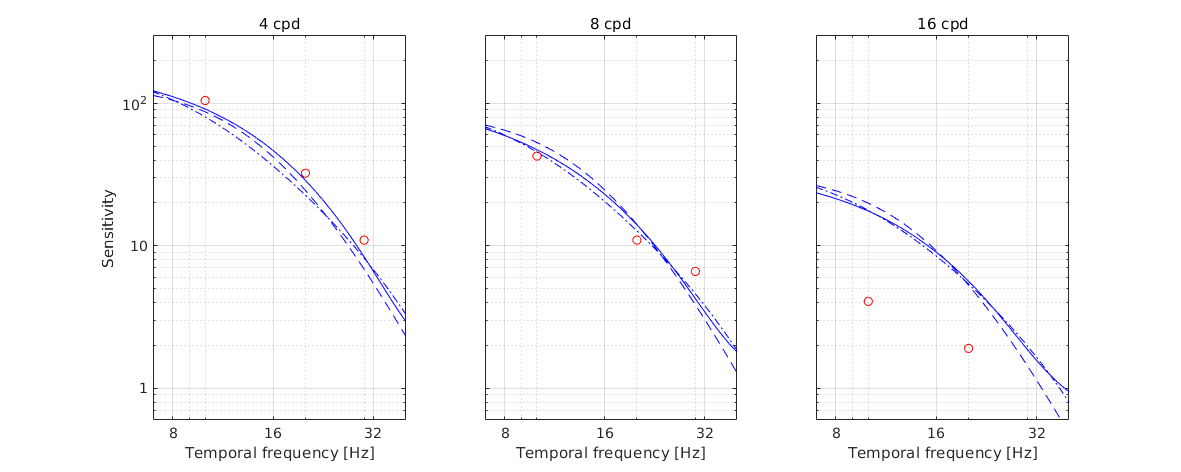 4 cpd
8 cpd
16 cpd
Sensitivity
10²
10
1
8
16
32
8
16
32
8
16
32
Temporal frequency [Hz]
Temporal frequency [Hz]
Temporal frequency [Hz]